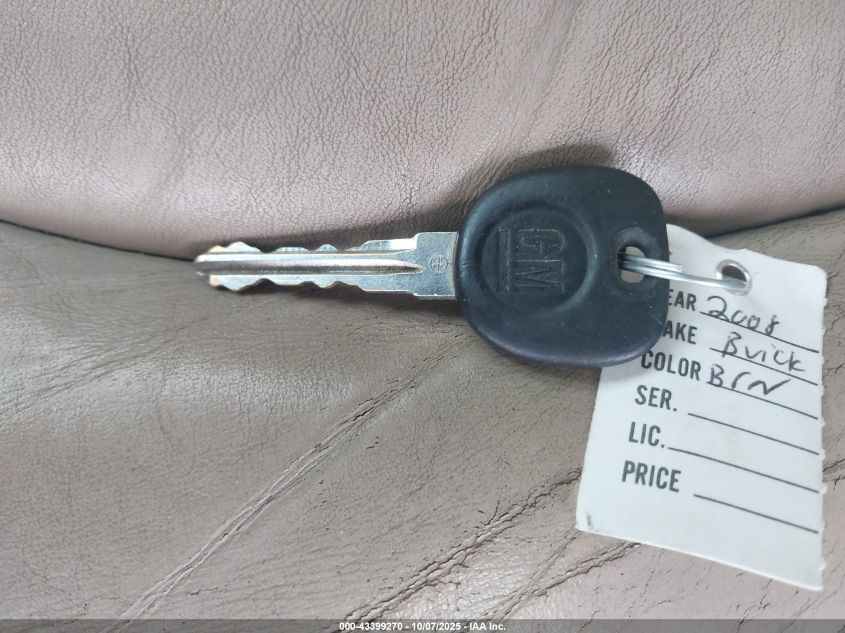 GM
EAR 2008
AKE Buick
COLOR BRN
SER.
LIC.
PRICE
000-43399270 - 10/07/2025 - IAA Inc.